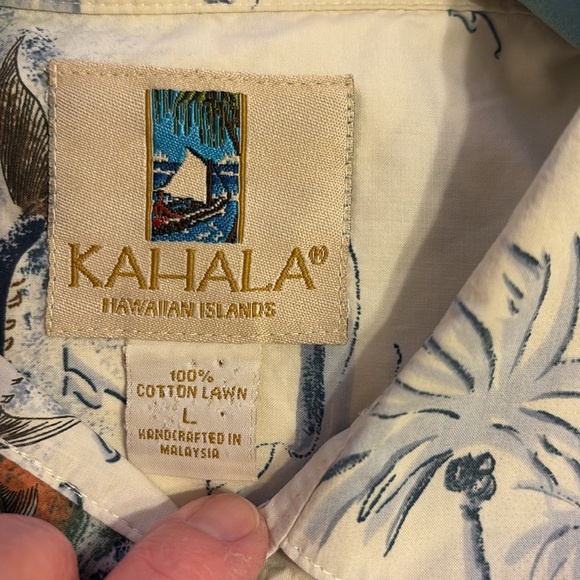 KAHALA®
HAWAIIAN ISLANDS
100%
COTTON LAWN
L
HANDCRAFTED IN
MALAYSIA